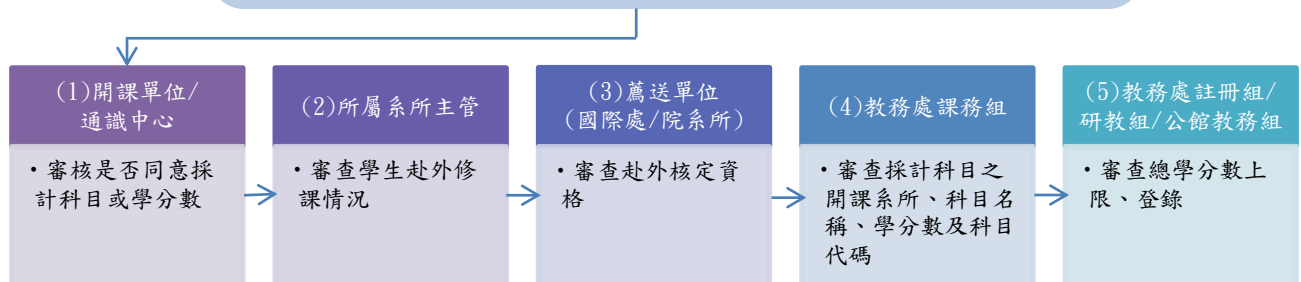 (1)開課單位/
通識中心
・審核是否同意採
計科目或學分數
(2)所屬系所主管
・審查學生赴外修
課情況
(3)薦送單位
(國際處/院系所)
・審查赴外核定資
格
(4)教務處課務組
・審查採計科目之
開課系所、科目名
稱、學分數及科目
代碼
(5)教務處註冊組/
研教組/公館教務組
・審查總學分數上
限、登錄